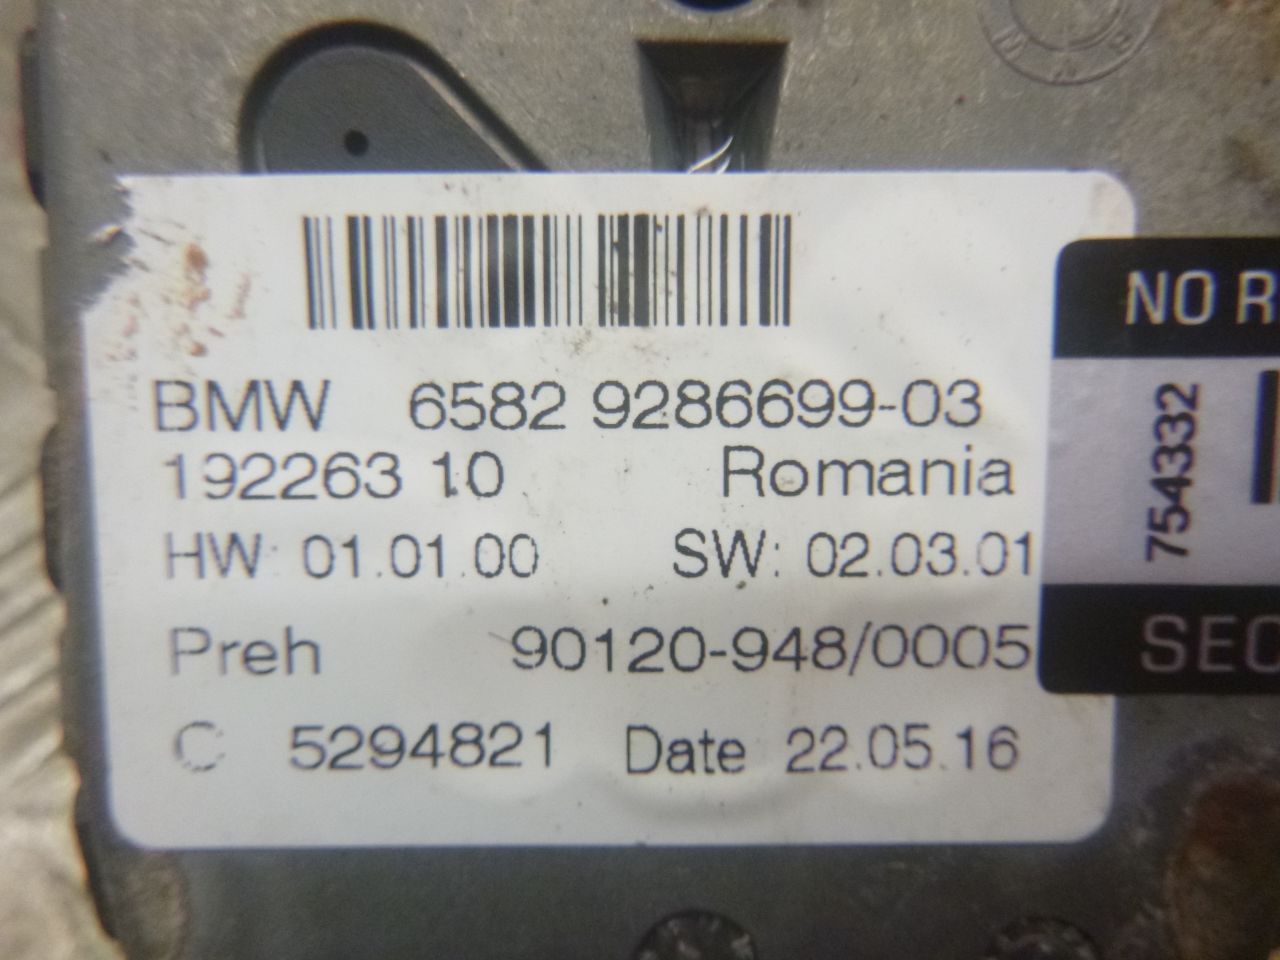 BMW 6582 9286699-03
192263 10 Romania
HW: 01.01.00 SW: 02.03.01
Preh 90120-948/0005
C 5294821 Date 22.05.16
NO R
7543332
SEC